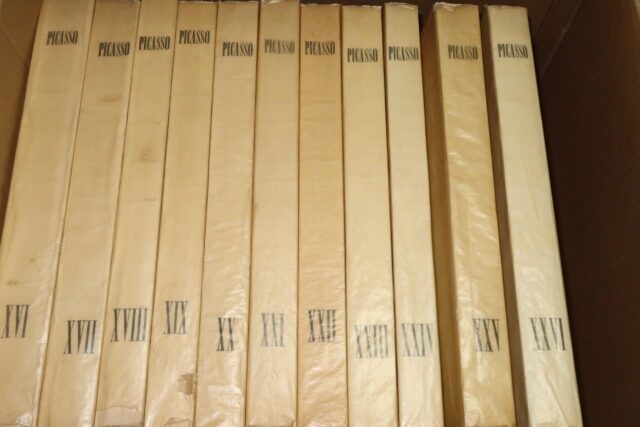 PICASSO
XVI
PICASSO
XVII
PICASSO
XVIII
PICASSO
XIX
PICASSO
XX
PICASSO
XXI
PICASSO
XXII
PICASSO
XXIII
PICASSO
XXIV
PICASSO
XXV
PICASSO
XXVI